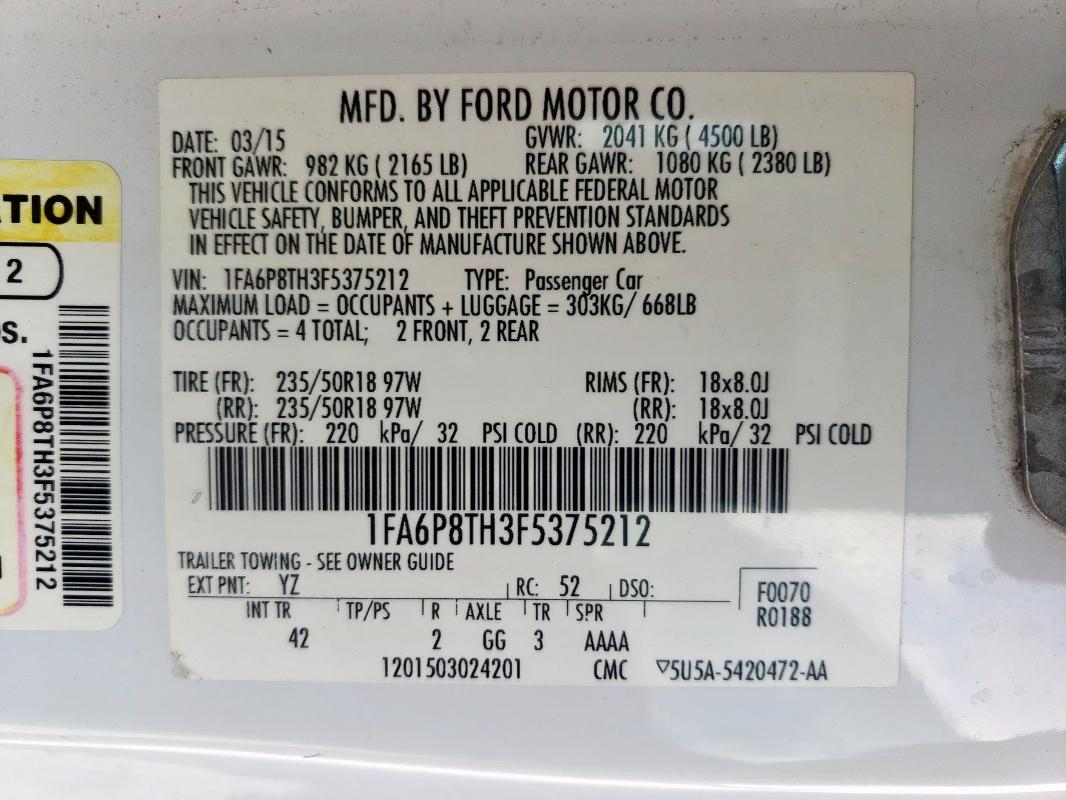 MFD. BY FORD MOTOR CO.
DATE: 03/15 GVWR: 2041 KG ( 4500 LB)
FRONT GAWR: 982 KG ( 2165 LB) REAR GAWR: 1080 KG ( 2380 LB)
THIS VEHICLE CONFORMS TO ALL APPLICABLE FEDERAL MOTOR
VEHICLE SAFETY, BUMPER, AND THEFT PREVENTION STANDARDS
IN EFFECT ON THE DATE OF MANUFACTURE SHOWN ABOVE.
VIN: 1FA6P8TH3F5375212 TYPE: Passenger Car
MAXIMUM LOAD = OCCUPANTS + LUGGAGE = 303KG/ 668LB
OCCUPANTS = 4 TOTAL; 2 FRONT, 2 REAR
TIRE (FR): 235/50R18 97W RIMS (FR): 18x8.0J
(RR): 235/50R18 97W (RR): 18x8.0J
PRESSURE (FR): 220 kPa/ 32 PSI COLD (RR): 220 kPa/ 32 PSI COLD
1FA6P8TH3F5375212
TRAILER TOWING - SEE OWNER GUIDE
EXT PNT: YZ RC: 52 DSO: F0070
R0188
INT TR TP/PS R AXLE TR SPR
42 2 GG 3 AAAA
1201503024201 CMC ▽5U5A-5420472-AA
TION
2
S.
1FA6P8TH3F5375212